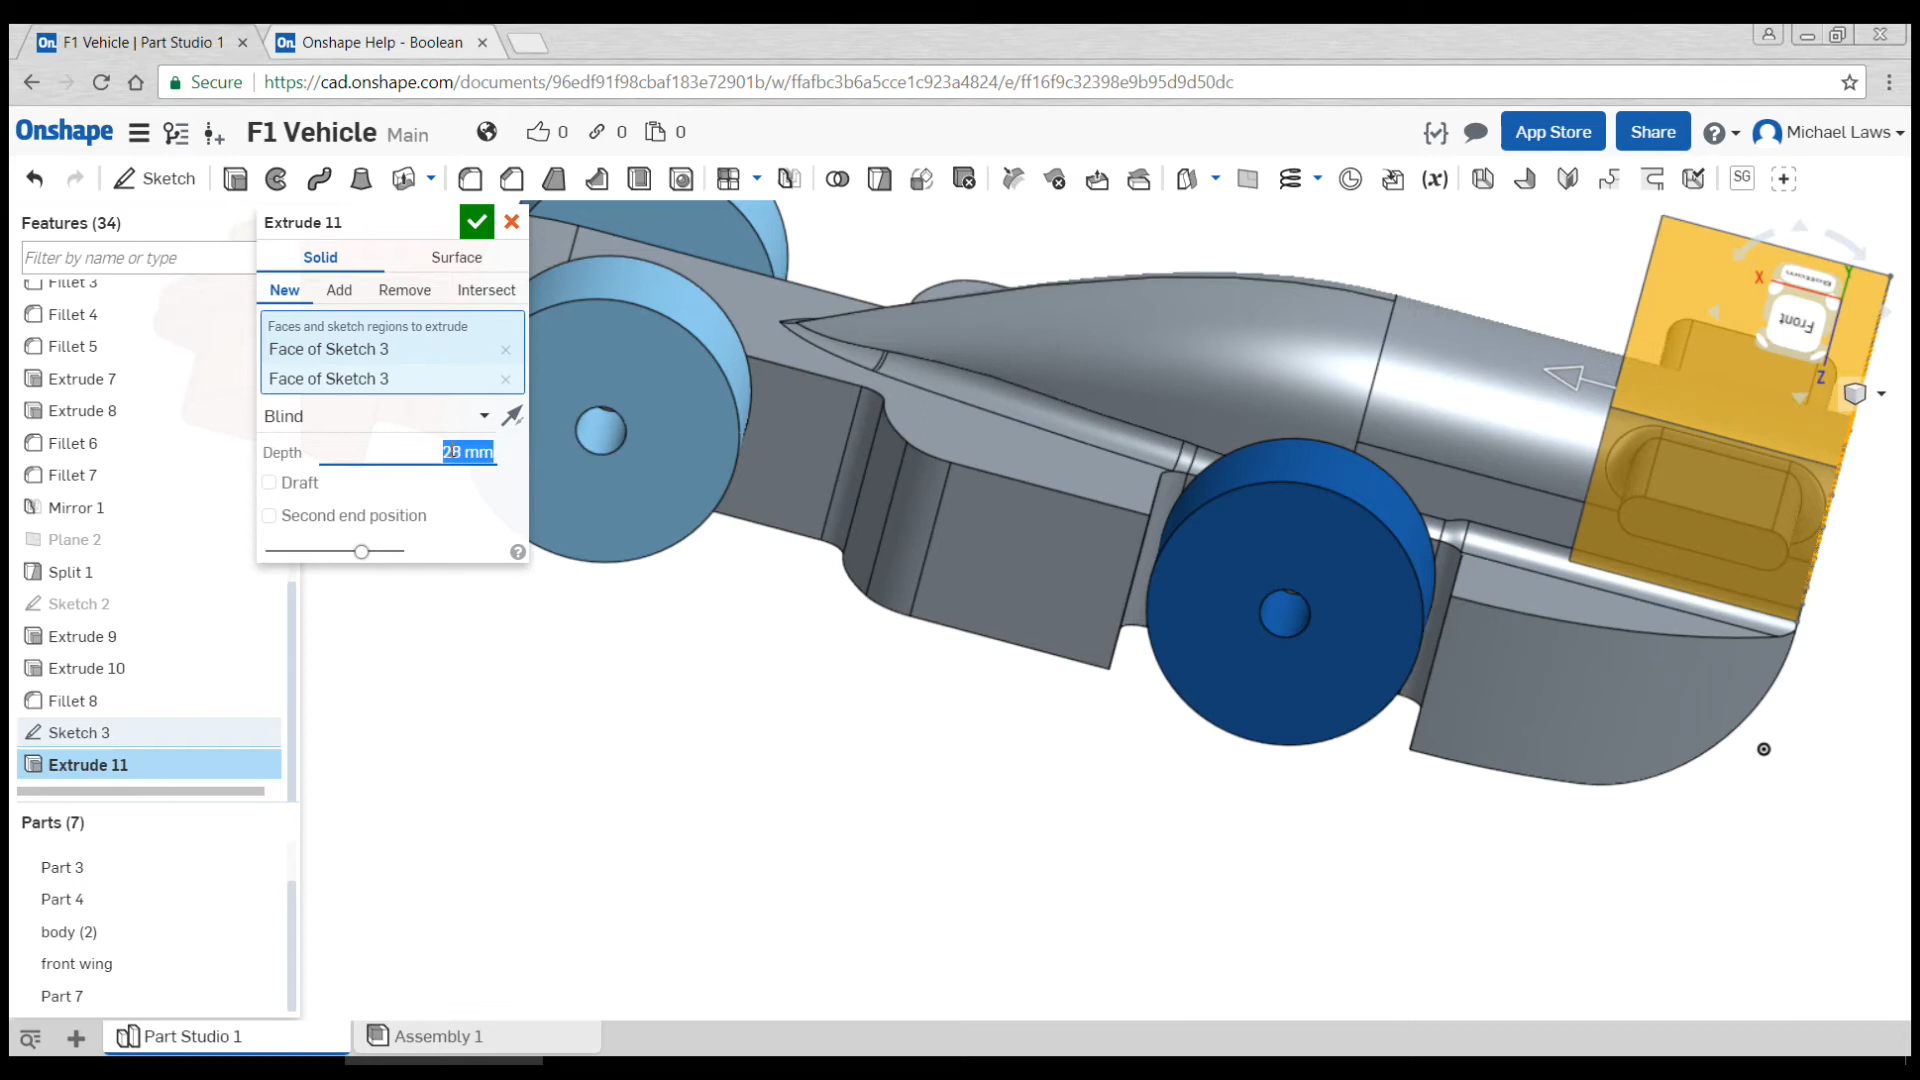 F1 Vehicle | Part Studio 1
Onshape Help - Boolean
Secure
https://cad.onshape.com/documents/96edf91f98cbaf183e72901b/w/ffafbc3b6a5cce1c923a4824/e/ff16f9c32398e9b95d9d50dc
Onshape
F1 Vehicle Main
0
0
0
App Store
Share
Michael Laws
Sketch
(x)
SG
Features (34)
Filter by name or type
Fillet 3
Fillet 4
Fillet 5
Extrude 7
Extrude 8
Fillet 6
Fillet 7
Mirror 1
Plane 2
Split 1
Sketch 2
Extrude 9
Extrude 10
Fillet 8
Sketch 3
Extrude 11
Parts (7)
Part 3
Part 4
body (2)
front wing
Part 7
Extrude 11
Solid
Surface
New
Add
Remove
Intersect
Faces and sketch regions to extrude
Face of Sketch 3
Face of Sketch 3
Blind
Depth
23 mm
Draft
Second end position
X
Y
Bottom
Front
Z
Part Studio 1
Assembly 1